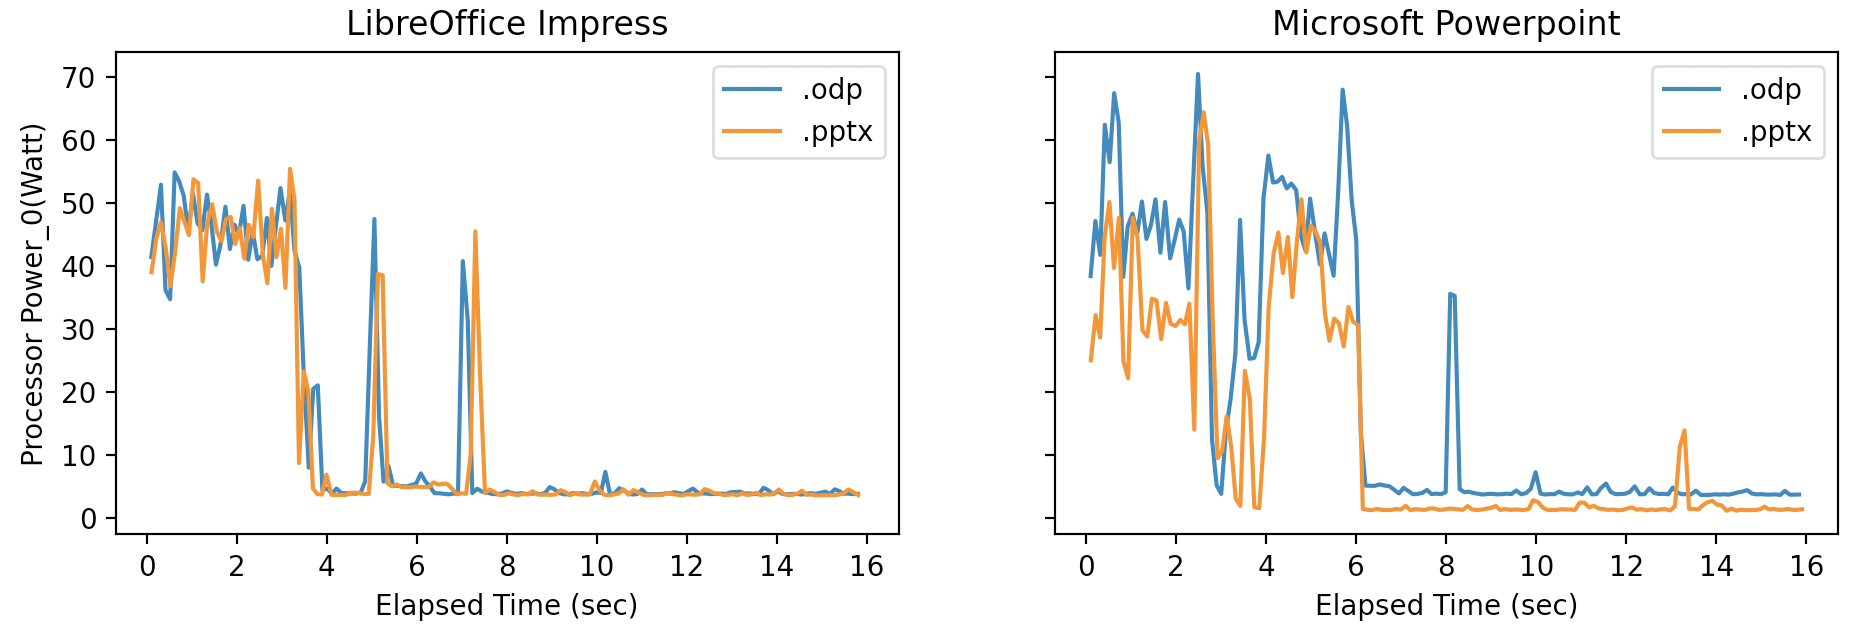 LibreOffice Impress
Processor Power_0(Watt)
70
60
50
40
30
20
10
0
.odp
.pptx
0 2 4 6 8 10 12 14 16
Elapsed Time (sec)
Microsoft Powerpoint
.odp
.pptx
0 2 4 6 8 10 12 14 16
Elapsed Time (sec)